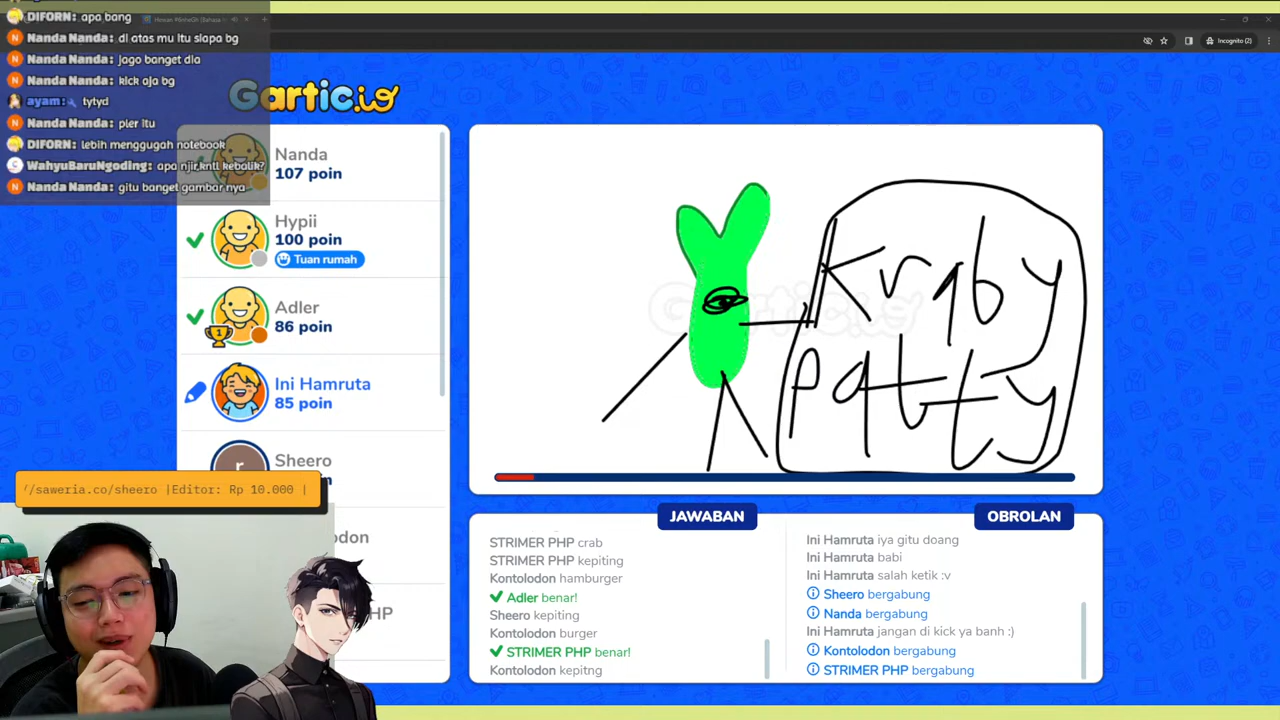 DIFORN: apa bang
Nanda Nanda: di atas mu itu siapa bg
Nanda Nanda: jago banget dia
Nanda Nanda: kick aja bg
ayam: tytyd
Nanda Nanda: pler itu
DIFORN: lebih menggugah notebook
WahyuBaruNgoding: apa njir,kntl kebalik?
Nanda Nanda: gitu banget gambar nya
Incognito (2)
Gartic.io
Nanda
107 poin
Hypii
100 poin
Tuan rumah
Adler
86 poin
1
Ini Hamruta
85 poin
Sheero
/saweria.co/sheero |Editor: Rp 10.000 |
Gartic.io
Kraby
patty
JAWABAN
STRIMER PHP crab
STRIMER PHP kepiting
Kontolodon hamburger
Adler benar!
Sheero kepiting
Kontolodon burger
STRIMER PHP benar!
Kontolodon kepitng
OBROLAN
Ini Hamruta iya gitu doang
Ini Hamruta babi
Ini Hamruta salah ketik :v
Sheero bergabung
Nanda bergabung
Ini Hamruta jangan di kick ya banh :)
Kontolodon bergabung
STRIMER PHP bergabung